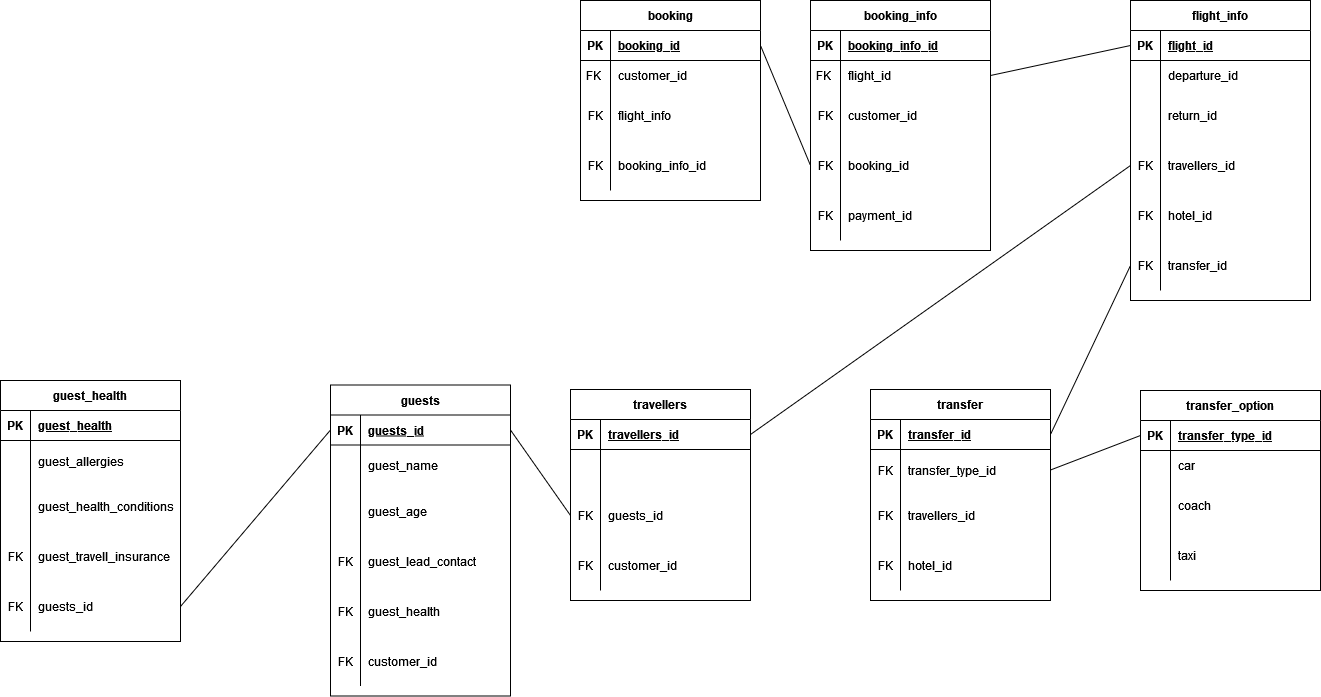 booking
PK booking_id
FK customer_id
FK flight_info
FK booking_info_id
booking_info
PK booking_info_id
FK flight_id
FK customer_id
FK booking_id
FK payment_id
flight_info
PK flight_id
departure_id
return_id
FK travellers_id
FK hotel_id
FK transfer_id
guest_health
PK guest_health
guest_allergies
guest_health_conditions
FK guest_travell_insurance
FK guests_id
guests
PK guests_id
guest_name
guest_age
FK guest_lead_contact
FK guest_health
FK customer_id
travellers
PK travellers_id
FK guests_id
FK customer_id
transfer
PK transfer_id
FK transfer_type_id
FK travellers_id
FK hotel_id
transfer_option
PK transfer_type_id
car
coach
taxi